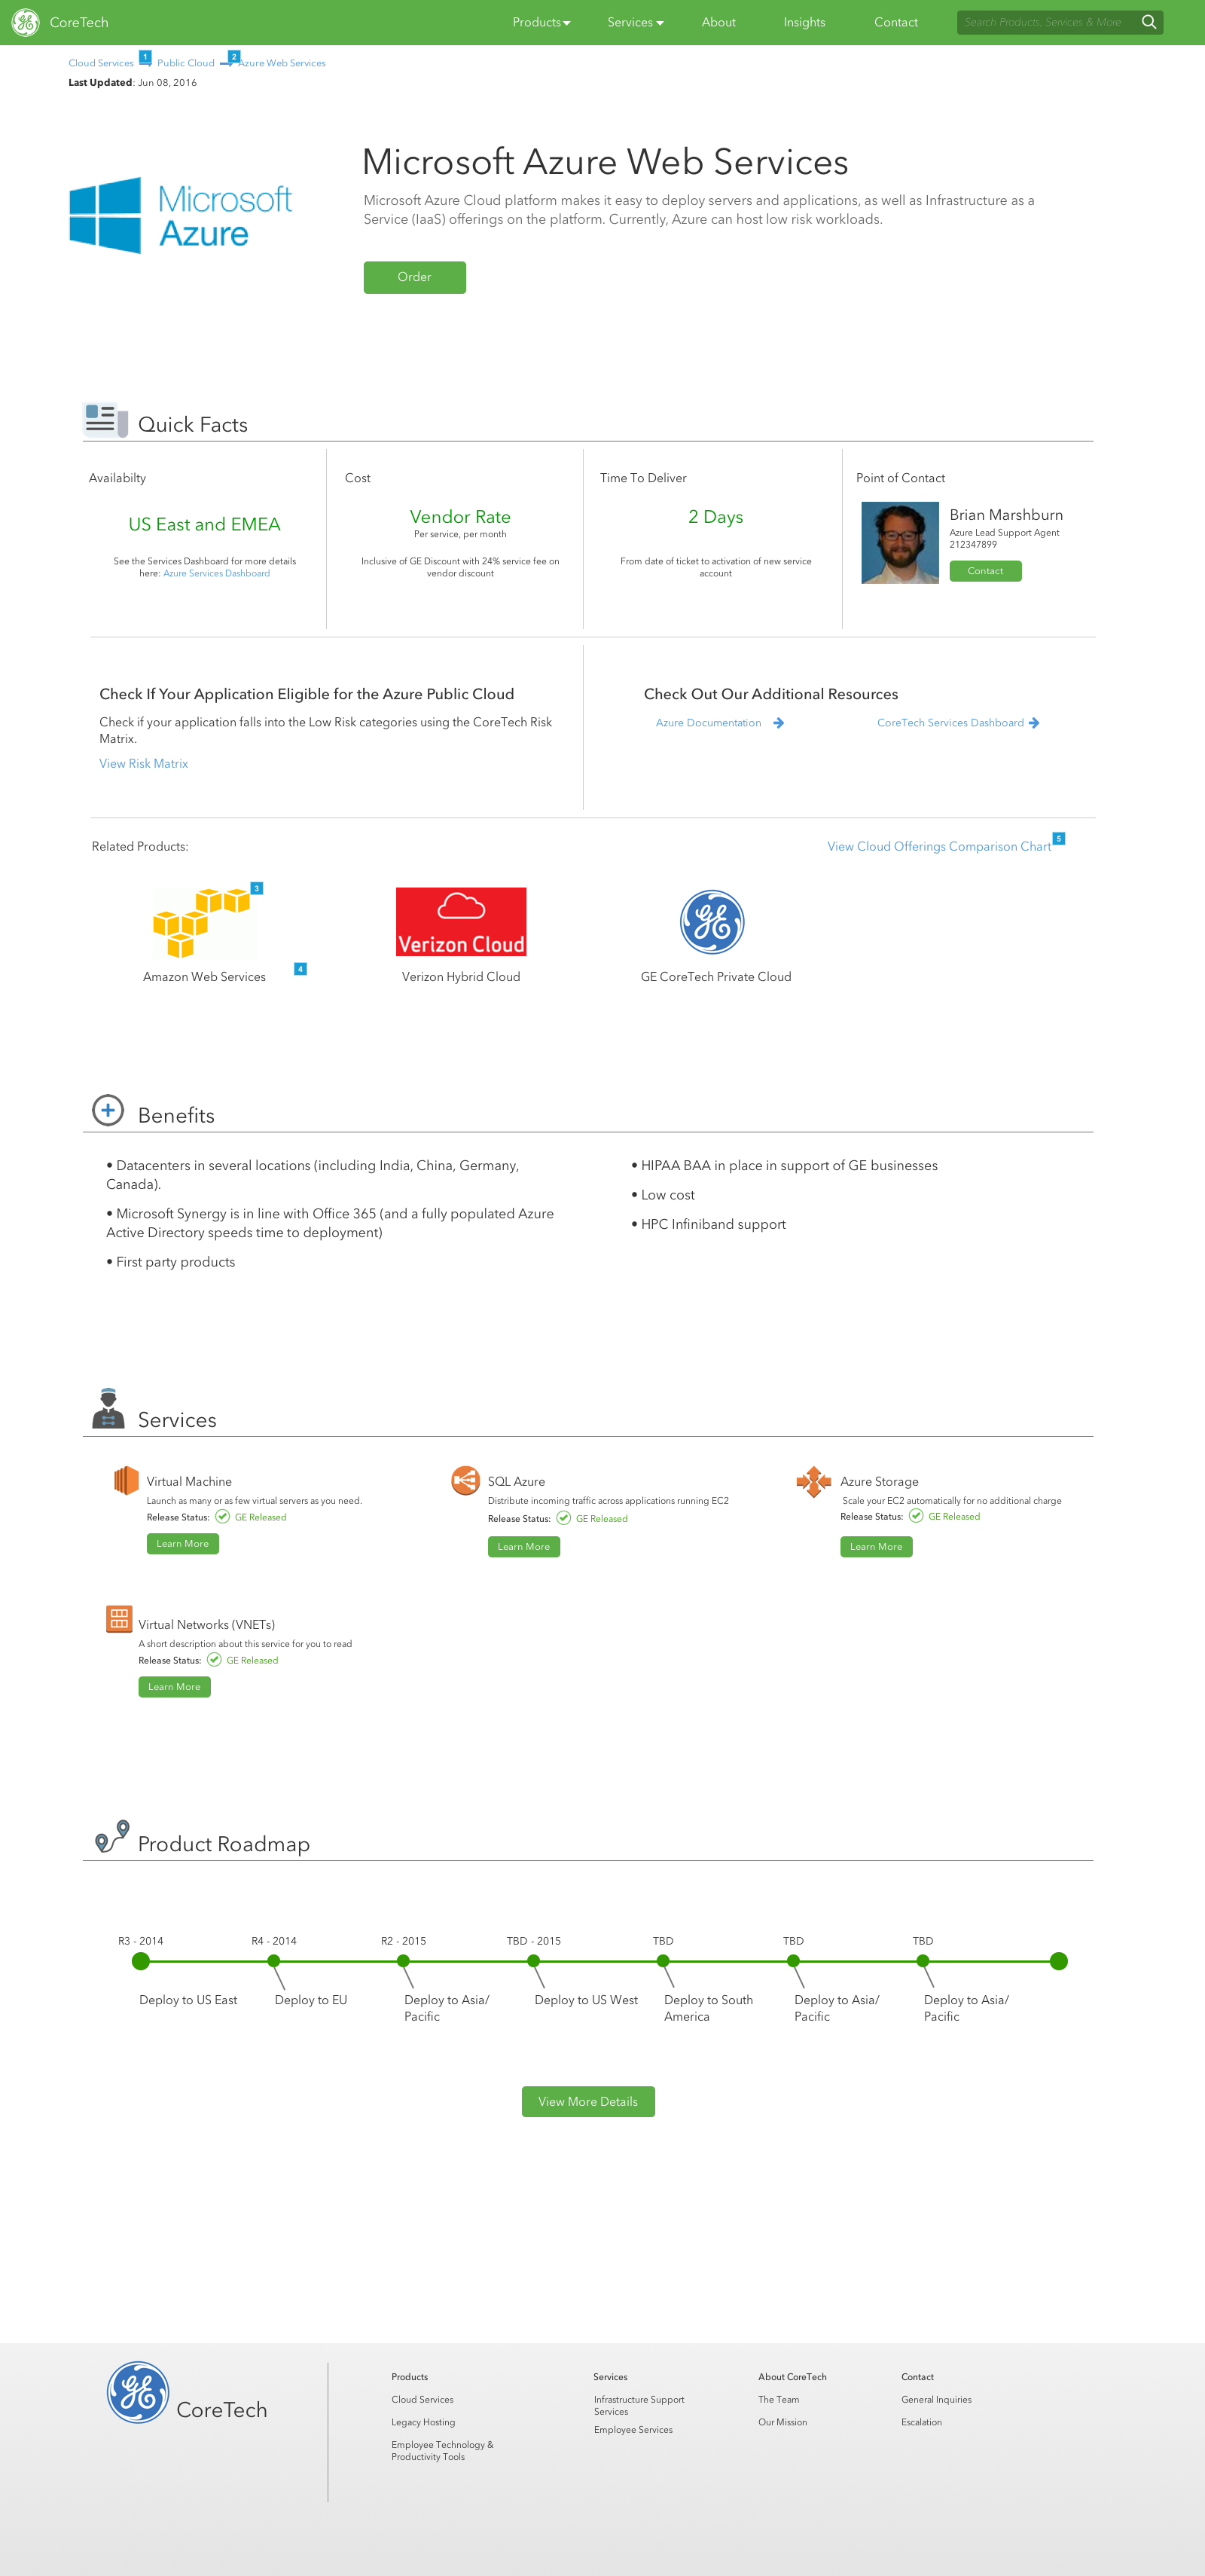 CoreTech
Products
Services
About
Insights
Contact
Search Products, Services & More
Cloud Services
1
Public Cloud
2
Azure Web Services
Last Updated: Jun 08, 2016
Microsoft
Azure
Microsoft Azure Web Services
Microsoft Azure Cloud platform makes it easy to deploy servers and applications, as well as Infrastructure as a
Service (IaaS) offerings on the platform. Currently, Azure can host low risk workloads.
Order
Quick Facts
Availabilty
US East and EMEA
See the Services Dashboard for more details
here: Azure Services Dashboard
Cost
Vendor Rate
Per service, per month
Inclusive of GE Discount with 24% service fee on
vendor discount
Time To Deliver
2 Days
From date of ticket to activation of new service
account
Point of Contact
Brian Marshburn
Azure Lead Support Agent
212347899
Contact
Check If Your Application Eligible for the Azure Public Cloud
Check if your application falls into the Low Risk categories using the CoreTech Risk
Matrix.
View Risk Matrix
Check Out Our Additional Resources
Azure Documentation
CoreTech Services Dashboard
Related Products:
View Cloud Offerings Comparison Chart
5
3
Verizon Cloud
GE
4
Amazon Web Services
Verizon Hybrid Cloud
GE CoreTech Private Cloud
Benefits
• Datacenters in several locations (including India, China, Germany,
Canada).
• Microsoft Synergy is in line with Office 365 (and a fully populated Azure
Active Directory speeds time to deployment)
• First party products
• HIPAA BAA in place in support of GE businesses
• Low cost
• HPC Infiniband support
Services
Virtual Machine
Launch as many or as few virtual servers as you need.
Release Status: GE Released
Learn More
SQL Azure
Distribute incoming traffic across applications running EC2
Release Status: GE Released
Learn More
Azure Storage
Scale your EC2 automatically for no additional charge
Release Status: GE Released
Learn More
Virtual Networks (VNETs)
A short description about this service for you to read
Release Status: GE Released
Learn More
Product Roadmap
R3 - 2014
R4 - 2014
R2 - 2015
TBD - 2015
TBD
TBD
TBD
Deploy to US East
Deploy to EU
Deploy to Asia/
Pacific
Deploy to US West
Deploy to South
America
Deploy to Asia/
Pacific
Deploy to Asia/
Pacific
View More Details
GE
CoreTech
Products
Cloud Services
Legacy Hosting
Employee Technology &
Productivity Tools
Services
Infrastructure Support
Services
Employee Services
About CoreTech
The Team
Our Mission
Contact
General Inquiries
Escalation